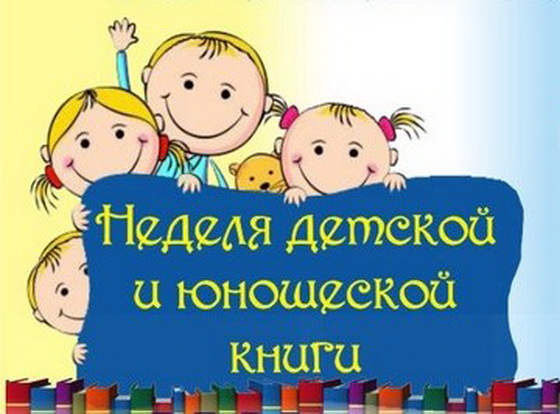 Неделя детской
и юношеской
книги